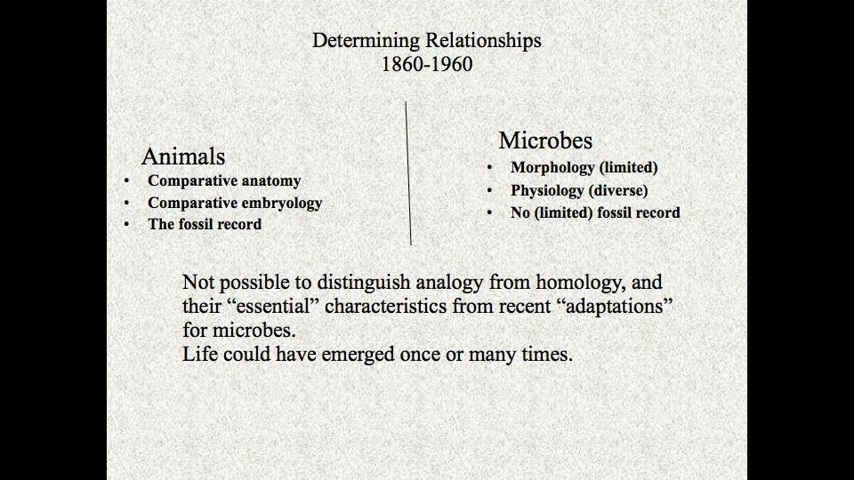 Determining Relationships
1860-1960
Animals
• Comparative anatomy
• Comparative embryology
• The fossil record
Microbes
• Morphology (limited)
• Physiology (diverse)
• No (limited) fossil record
Not possible to distinguish analogy from homology, and
their “essential” characteristics from recent “adaptations”
for microbes.
Life could have emerged once or many times.